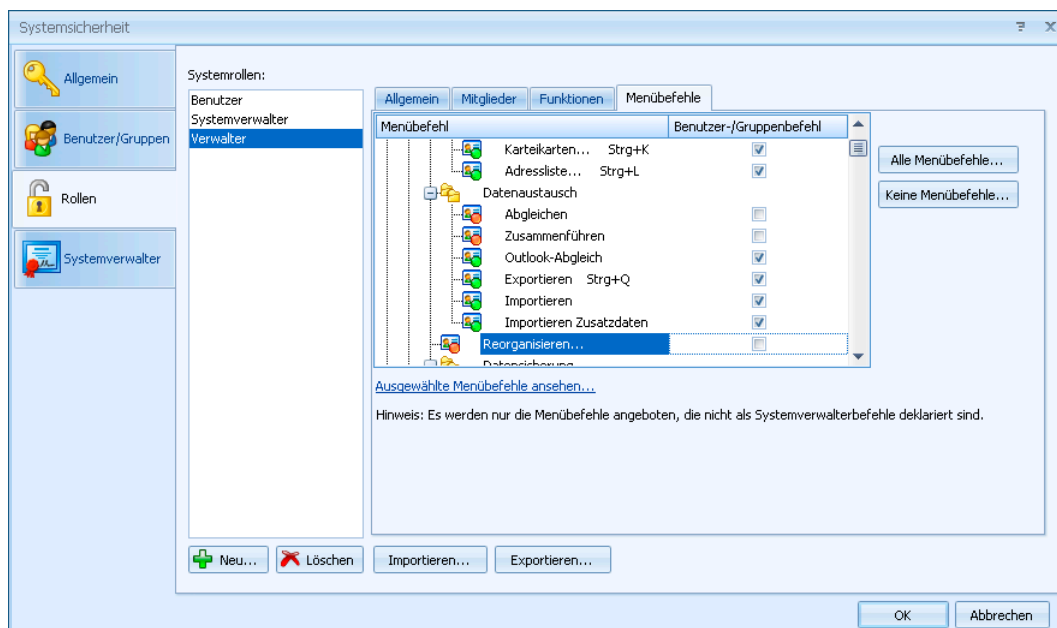 Systemsicherheit
Allgemein
Benutzer/Gruppen
Rollen
Systemverwalter
Systemrollen:
Benutzer
Systemverwalter
Verwalter
Allgemein Mitglieder Funktionen Menübefehle
Menübefehl Benutzer-/Gruppenbefehl
Karteikarten... Strg+K
Adressliste... Strg+L
Datenaustausch
Abgleichen
Zusammenführen
Outlook-Abgleich
Exportieren Strg+Q
Importieren
Importieren Zusatzdaten
Reorganisieren...
Datensicherung
Alle Menübefehle...
Keine Menübefehle...
Ausgewählte Menübefehle ansehen...
Hinweis: Es werden nur die Menübefehle angeboten, die nicht als Systemverwalterbefehle deklariert sind.
Neu... Löschen Importieren... Exportieren...
OK Abbrechen